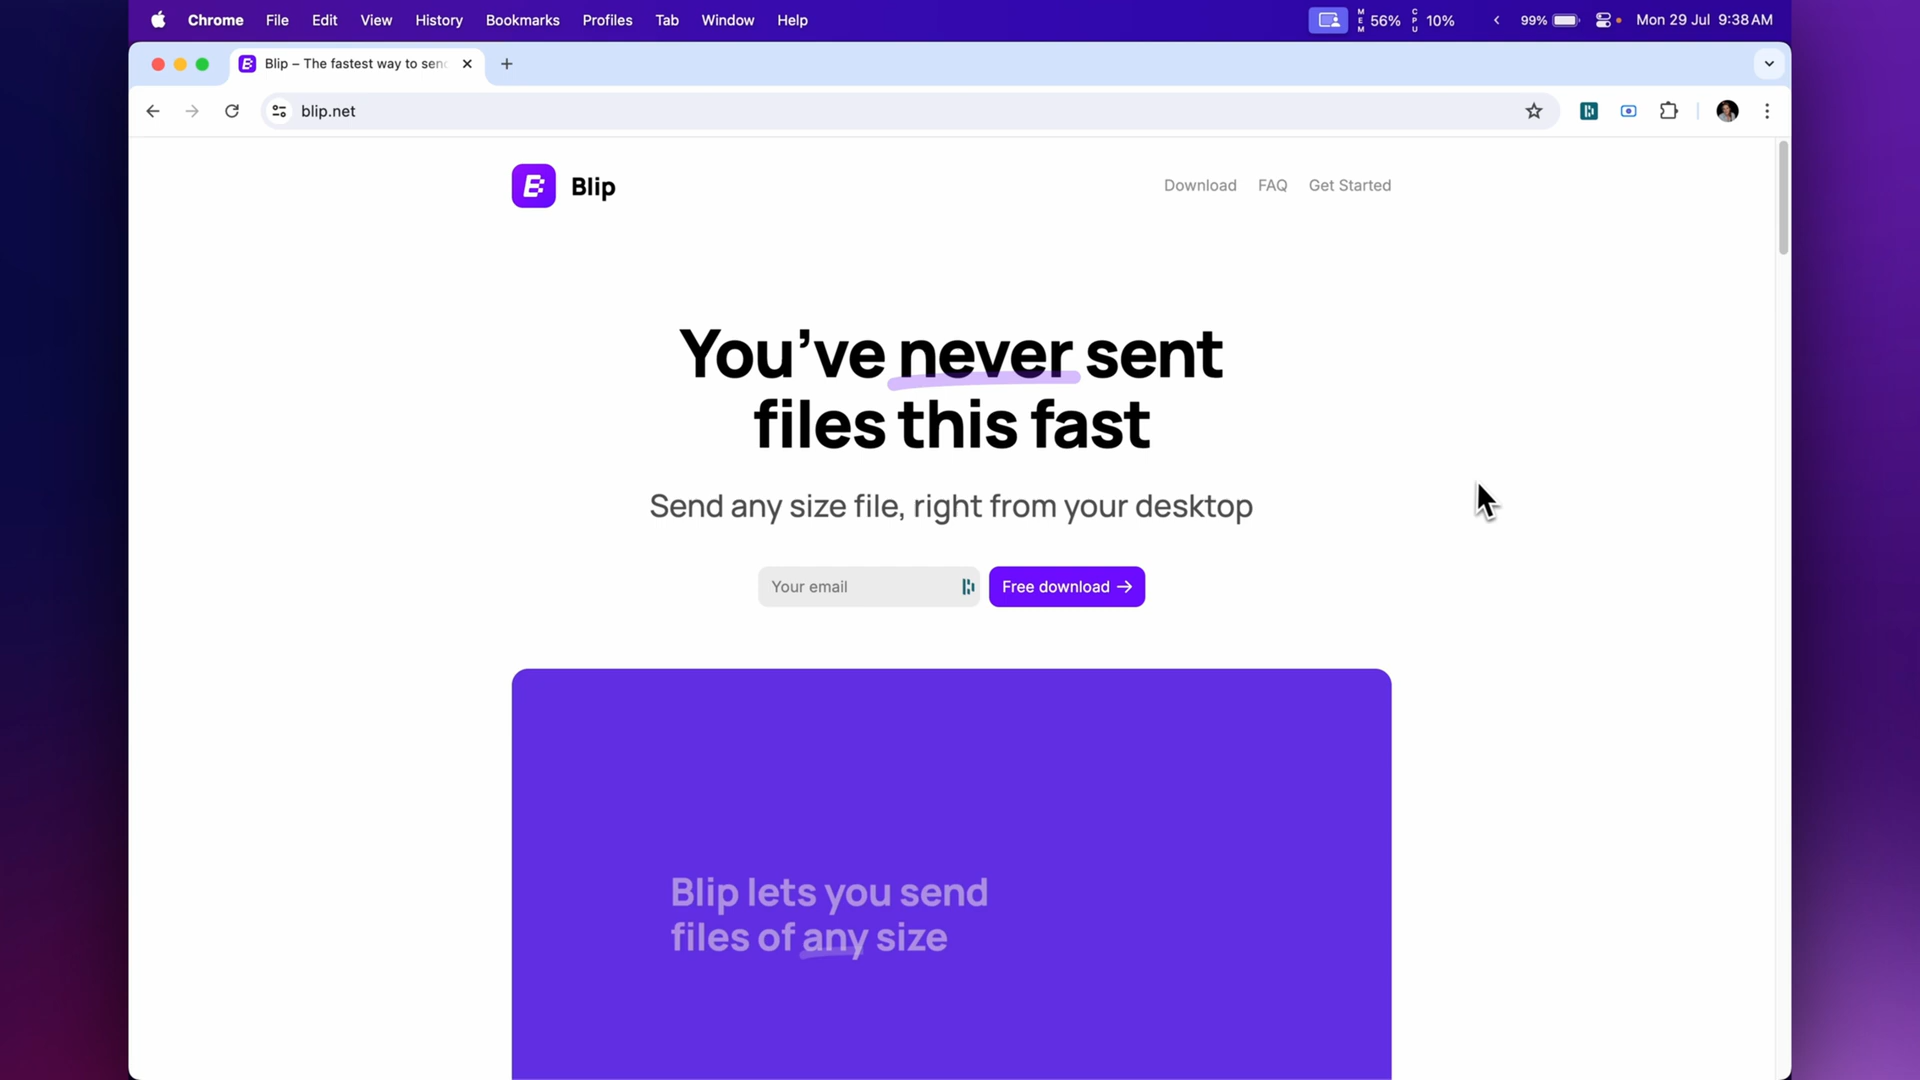 Chrome File Edit View History Bookmarks Profiles Tab Window Help MEM 56% CPU 10% 99% Mon 29 Jul 9:38 AM
Blip – The fastest way to sen
blip.net
Blip
Download FAQ Get Started
You’ve never sent
files this fast
Send any size file, right from your desktop
Your email Free download →
Blip lets you send
files of any size